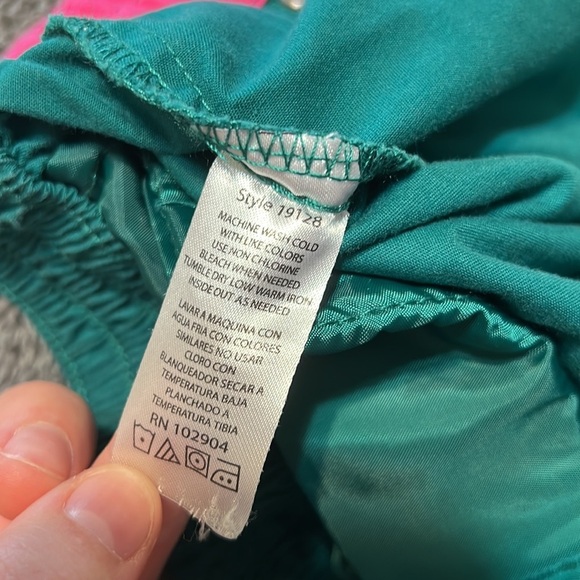 Style 19128
MACHINE WASH COLD
WITH LIKE COLORS
USE NON CHLORINE
BLEACH WHEN NEEDED
TUMBLE DRY LOW WARM IRON
INSIDE OUT AS NEEDED
LAVAR A MAQUINA CON
AGUA FRIA CON COLORES
SIMILARES NO USAR
CLORO CON
BLANQUEADOR SECAR A
TEMPERATURA BAJA
PLANCHADO A
TEMPERATURA TIBIA
RN 102904